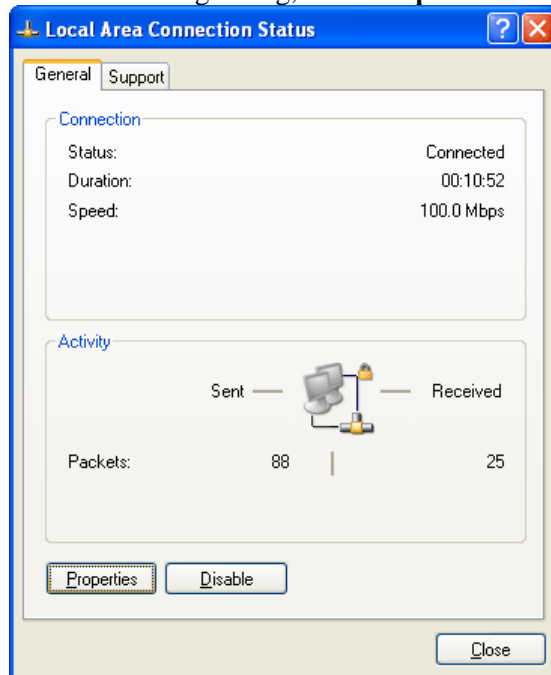 Local Area Connection Status
General Support
Connection
Status: Connected
Duration: 00:10:52
Speed: 100.0 Mbps
Activity
Sent Received
Packets: 88 25
Properties Disable
Close